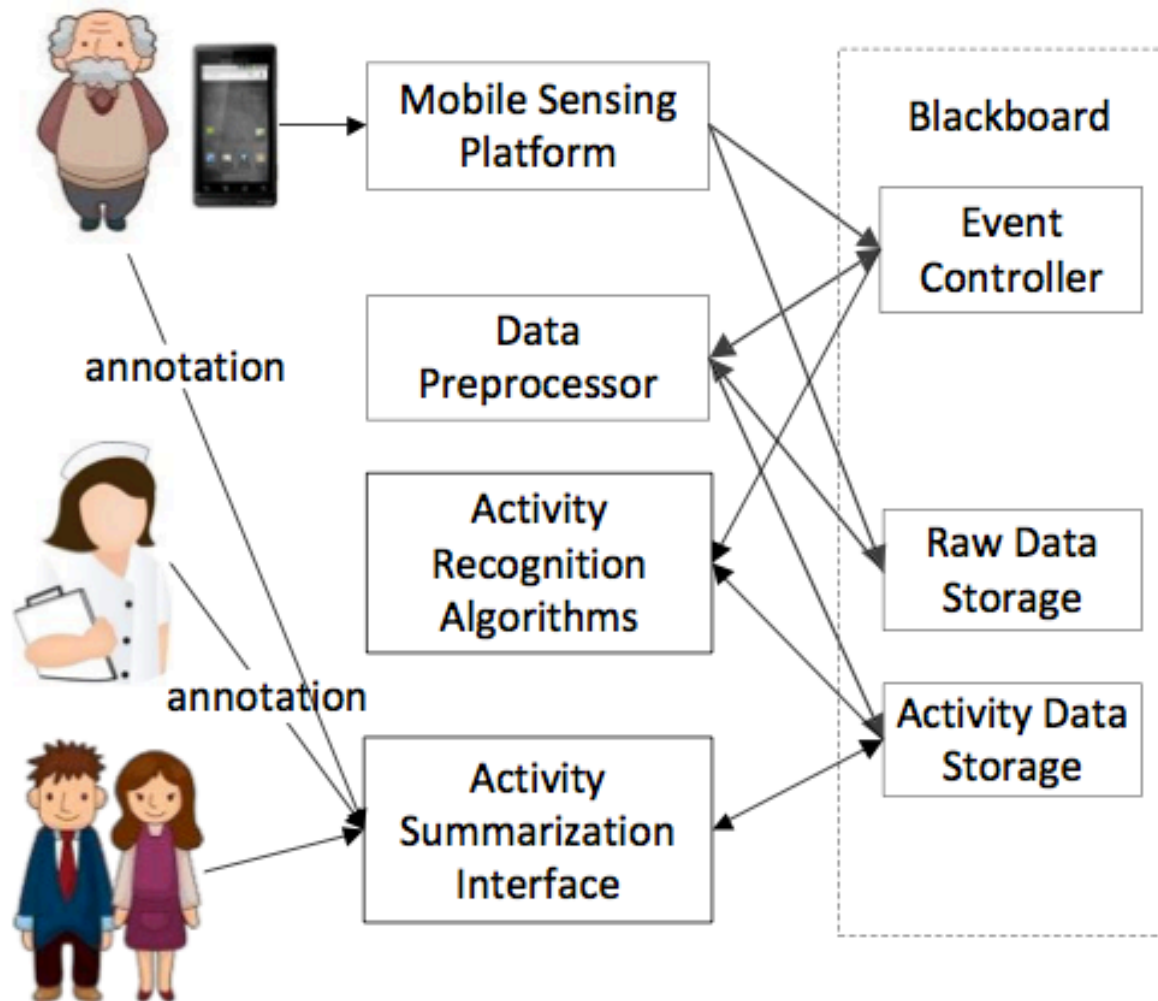 Mobile Sensing
Platform
Blackboard
Event
Controller
Data
Preprocessor
annotation
Activity
Recognition
Algorithms
Raw Data
Storage
annotation
Activity Data
Storage
Activity
Summarization
Interface